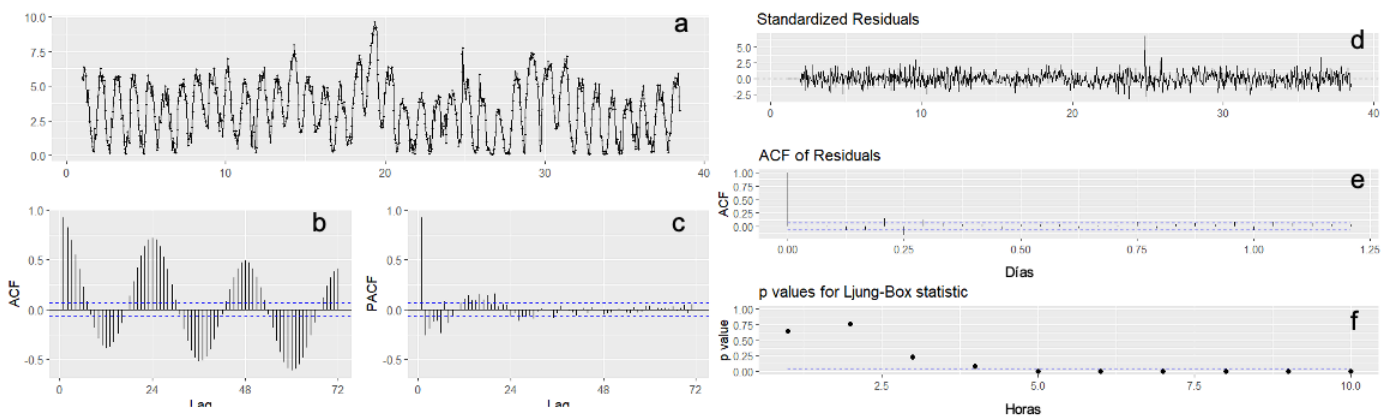 a
10.0
7.5
5.0
2.5
0.0
0 10 20 30 40
b
1.0
0.5
0.0
-0.5
ACF
0 24 48 72
Lag
c
1.0
0.5
0.0
-0.5
PACF
0 24 48 72
Lag
Standardized Residuals
d
5.0
2.5
0.0
-2.5
0 10 20 30 40
ACF of Residuals
e
1.00
0.75
0.50
0.25
0.00
ACF
0.00 0.25 0.50 0.75 1.00 1.25
Días
p values for Ljung-Box statistic
f
1.00
0.75
0.50
0.25
0.00
p value
2.5 5.0 7.5 10.0
Horas